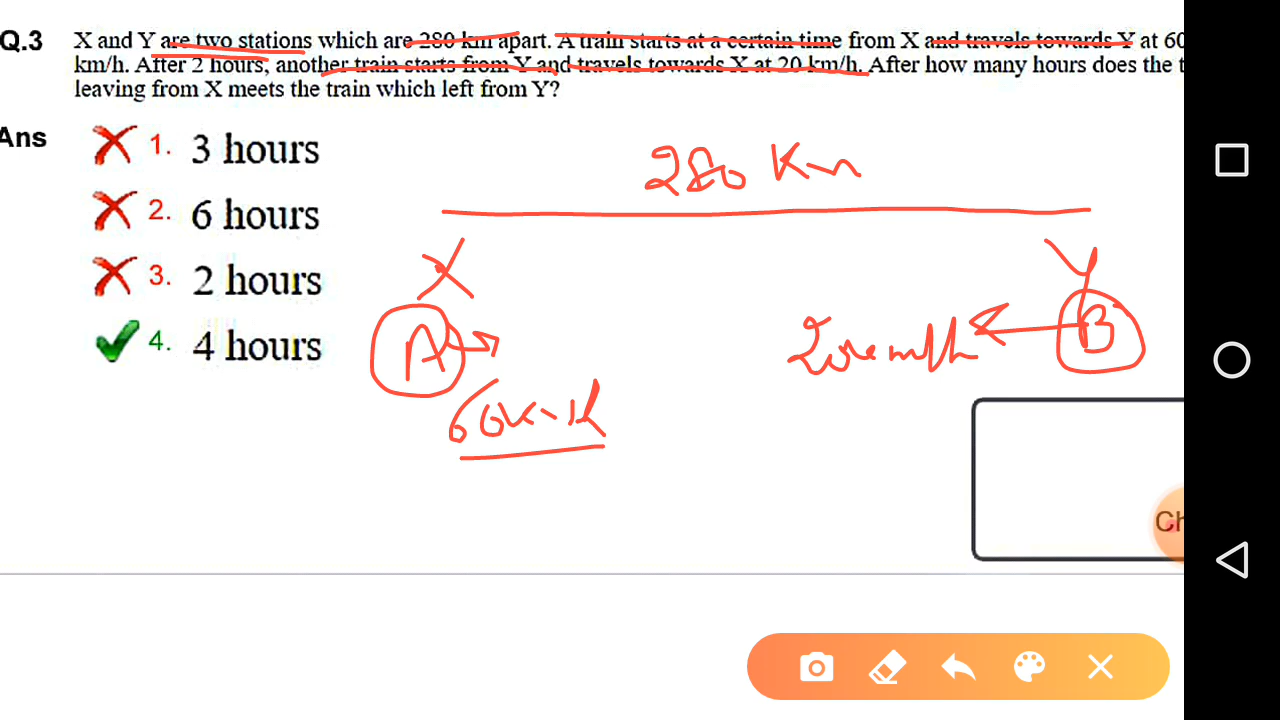 Q.3 X and Y are two stations which are 280 km apart. A train starts at a certain time from X and travels towards Y at 60
km/h. After 2 hours, another train starts from Y and travels towards X at 20 km/h. After how many hours does the t
leaving from X meets the train which left from Y?
Ans
1. 3 hours
2. 6 hours
3. 2 hours
4. 4 hours
280 Km
X Y
A B
60
Ch